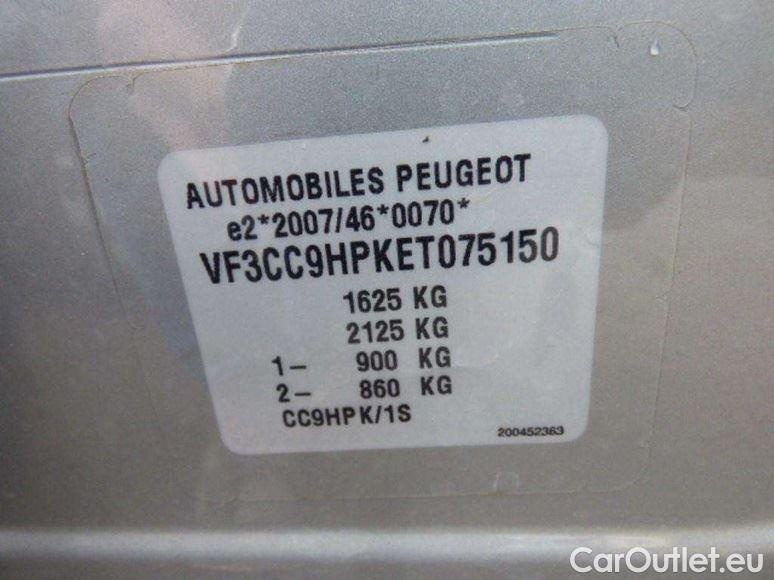 AUTOMOBILES PEUGEOT
e2*2007/46*0070*
VF3CC9HPKET075150
1625 KG
2125 KG
1- 900 KG
2- 860 KG
CC9HPK/1S
200452363
CarOutlet.eu